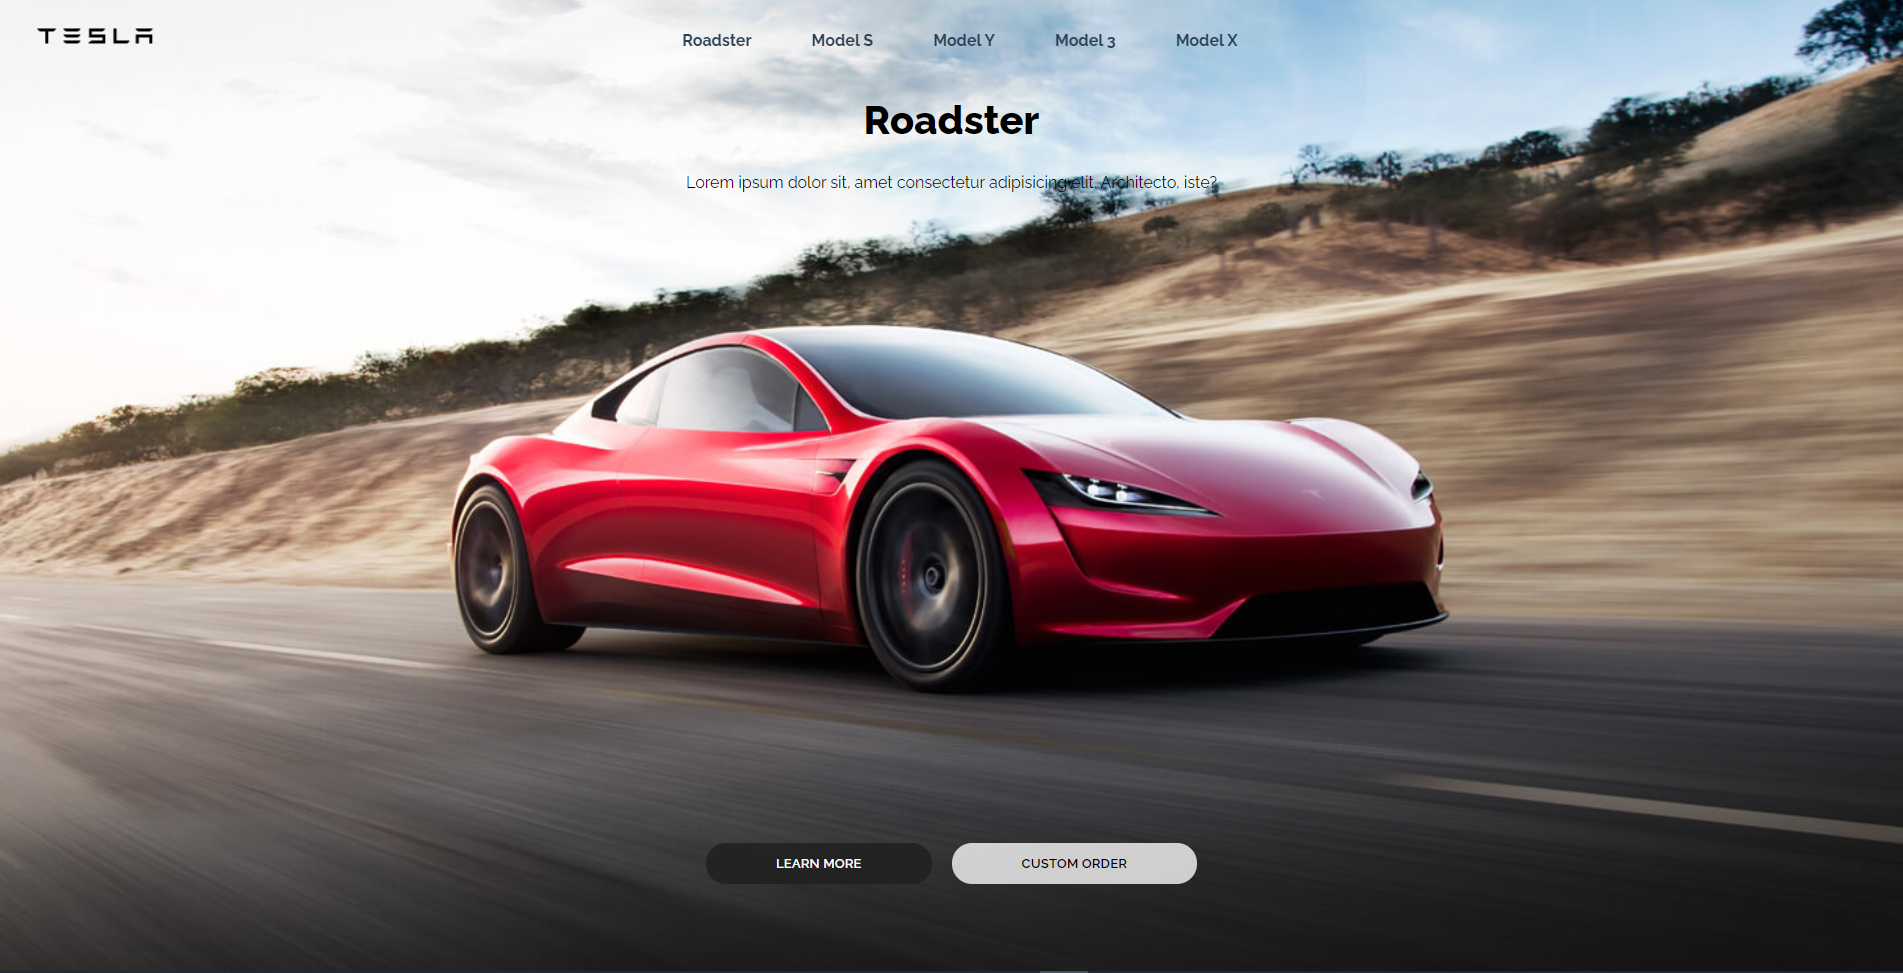 TESLA
Roadster Model S Model Y Model 3 Model X
Roadster
Lorem ipsum dolor sit, amet consectetur adipisicing elit. Architecto, iste?
LEARN MORE CUSTOM ORDER